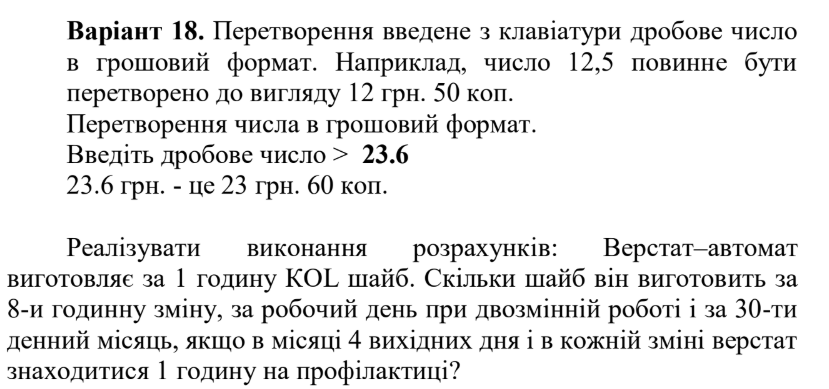 Варіант 18. Перетворення введене з клавіатури дробове число
в грошовий формат. Наприклад, число 12,5 повинне бути
перетворено до вигляду 12 грн. 50 коп.
Перетворення числа в грошовий формат.
Введіть дробове число > 23.6
23.6 грн. - це 23 грн. 60 коп.
Реалізувати виконання розрахунків: Верстат–автомат
виготовляє за 1 годину KOL шайб. Скільки шайб він виготовить за
8-и годинну зміну, за робочий день при двозмінній роботі і за 30-ти
денний місяць, якщо в місяці 4 вихідних дня і в кожній зміні верстат
знаходитися 1 годину на профілактиці?